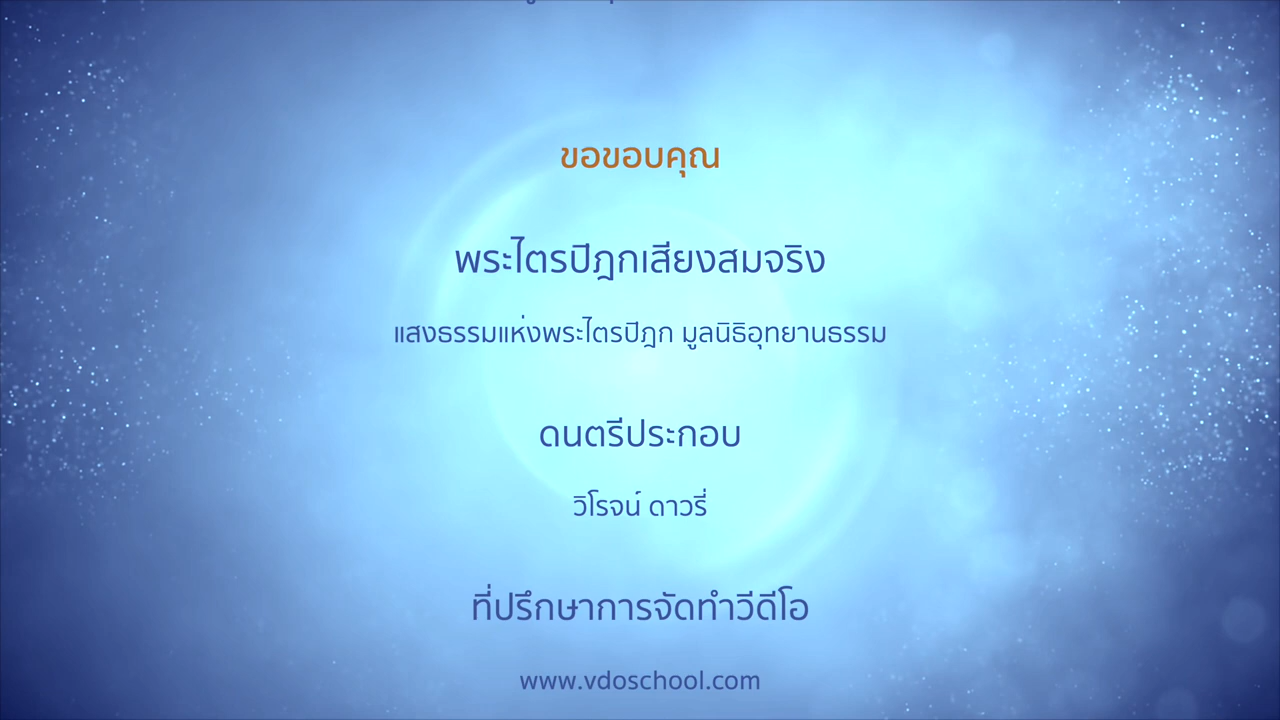 ขอขอบคุณ
พระไตรปิฎกเสียงสมจริง
แสงธรรมแห่งพระไตรปิฎก มูลนิธิอุทยานธรรม
ดนตรีประกอบ
วิโรจน์ ดาวรี่
ที่ปรึกษาการจัดทำวีดีโอ
www.vdoschool.com